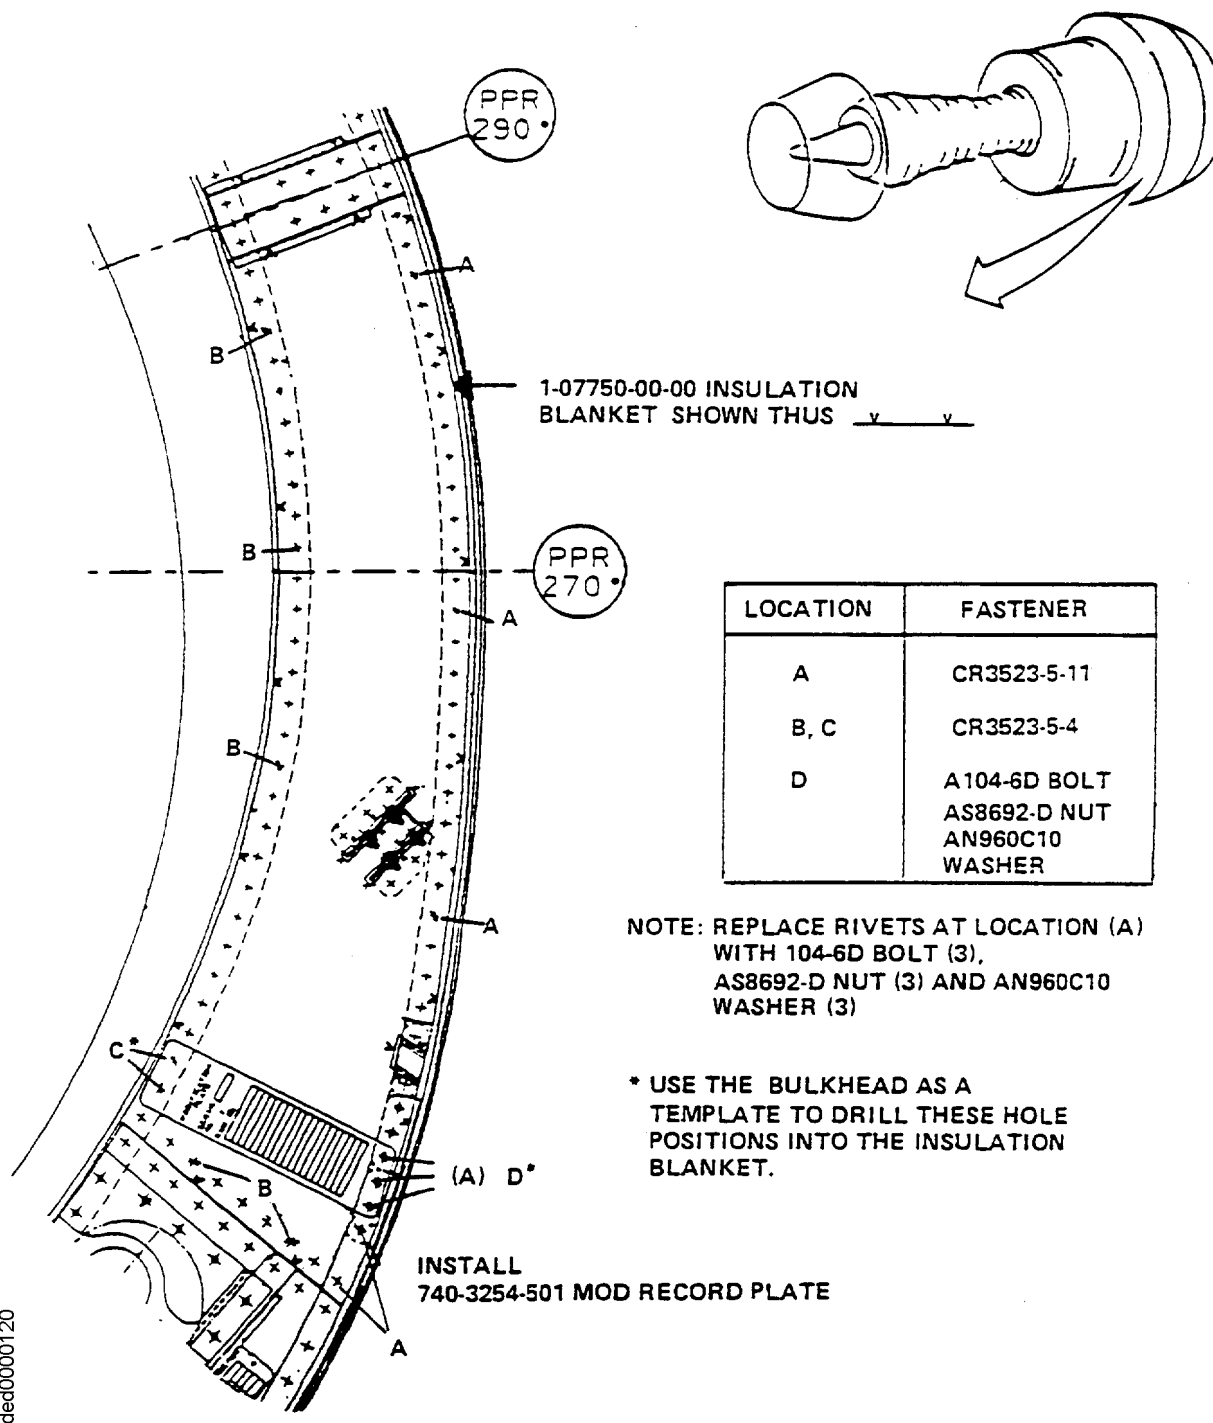 PPR
290°
A
B
1-07750-00-00 INSULATION
BLANKET SHOWN THUS
B
PPR
270°
A
B
LOCATION FASTENER
A CR3523-5-11
B, C CR3523-5-4
D A104-6D BOLT
AS8692-D NUT
AN960C10
WASHER
A
NOTE: REPLACE RIVETS AT LOCATION (A)
WITH 104-6D BOLT (3),
AS8692-D NUT (3) AND AN960C10
WASHER (3)
C*
* USE THE BULKHEAD AS A
TEMPLATE TO DRILL THESE HOLE
POSITIONS INTO THE INSULATION
BLANKET.
(A) D*
B
INSTALL
740-3254-501 MOD RECORD PLATE
A
ded0000120